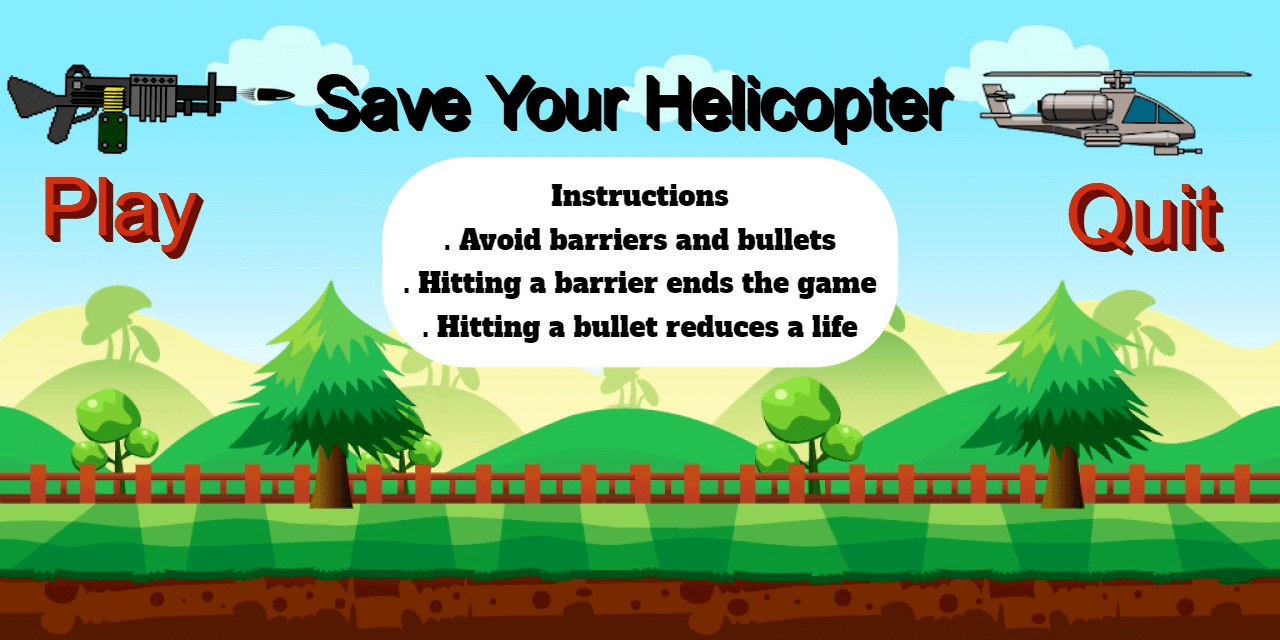 Save Your Helicopter
Play
Quit
Instructions
. Avoid barriers and bullets
. Hitting a barrier ends the game
. Hitting a bullet reduces a life